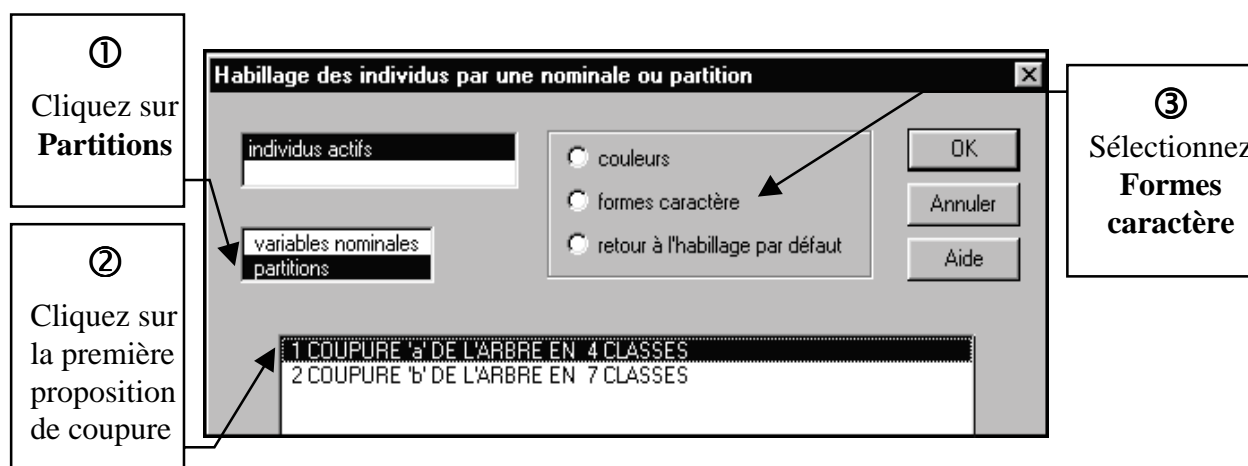 ①
Cliquez sur
Partitions
②
Cliquez sur
la première
proposition
de coupure
Habillage des individus par une nominale ou partition
individus actifs
variables nominales
partitions
couleurs
formes caractère
retour à l'habillage par défaut
OK
Annuler
Aide
1 COUPURE 'a' DE L'ARBRE EN 4 CLASSES
2 COUPURE 'b' DE L'ARBRE EN 7 CLASSES
③
Sélectionnez
Formes
caractère